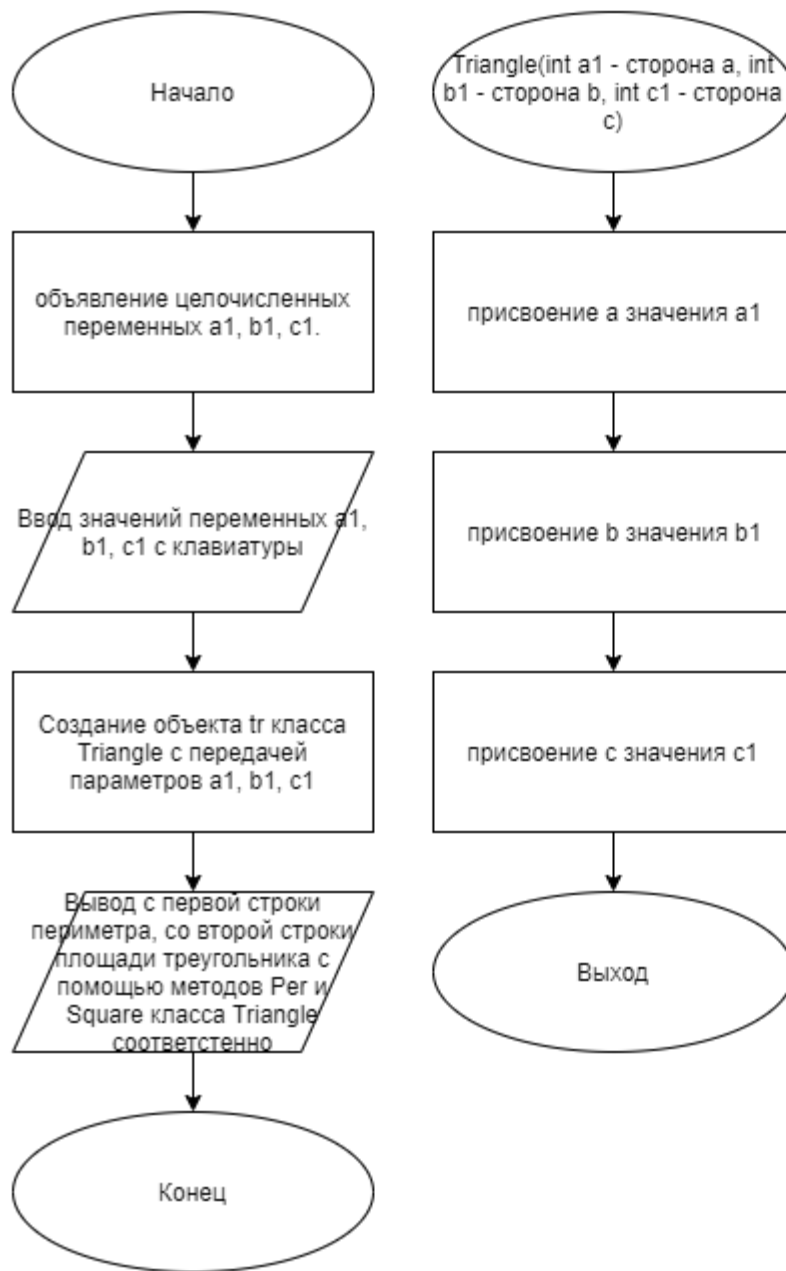 Начало
объявление целочисленных
переменных a1, b1, c1.
Ввод значений переменных a1,
b1, c1 с клавиатуры
Создание объекта tr класса
Triangle с передачей
параметров a1, b1, c1
Вывод с первой строки
периметра, со второй строки
площади треугольника с
помощью методов Per и
Square класса Triangle
соответстенно
Конец
Triangle(int a1 - сторона a, int
b1 - сторона b, int c1 - сторона
c)
присвоение a значения a1
присвоение b значения b1
присвоение c значения c1
Выход